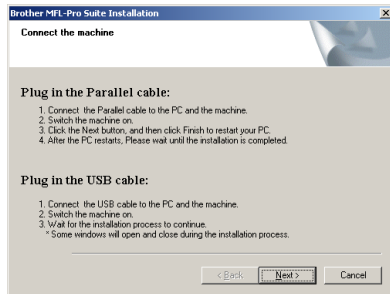 Brother MFL-Pro Suite Installation
Connect the machine
Plug in the Parallel cable:
1. Connect the Parallel cable to the PC and the machine.
2. Switch the machine on.
3. Click the Next button, and then click Finish to restart your PC.
4. After the PC restarts, Please wait until the installation is completed.
Plug in the USB cable:
1. Connect the USB cable to the PC and the machine.
2. Switch the machine on.
3. Wait for the installation process to continue.
* Some windows will open and close during the installation process.
< Back Next > Cancel